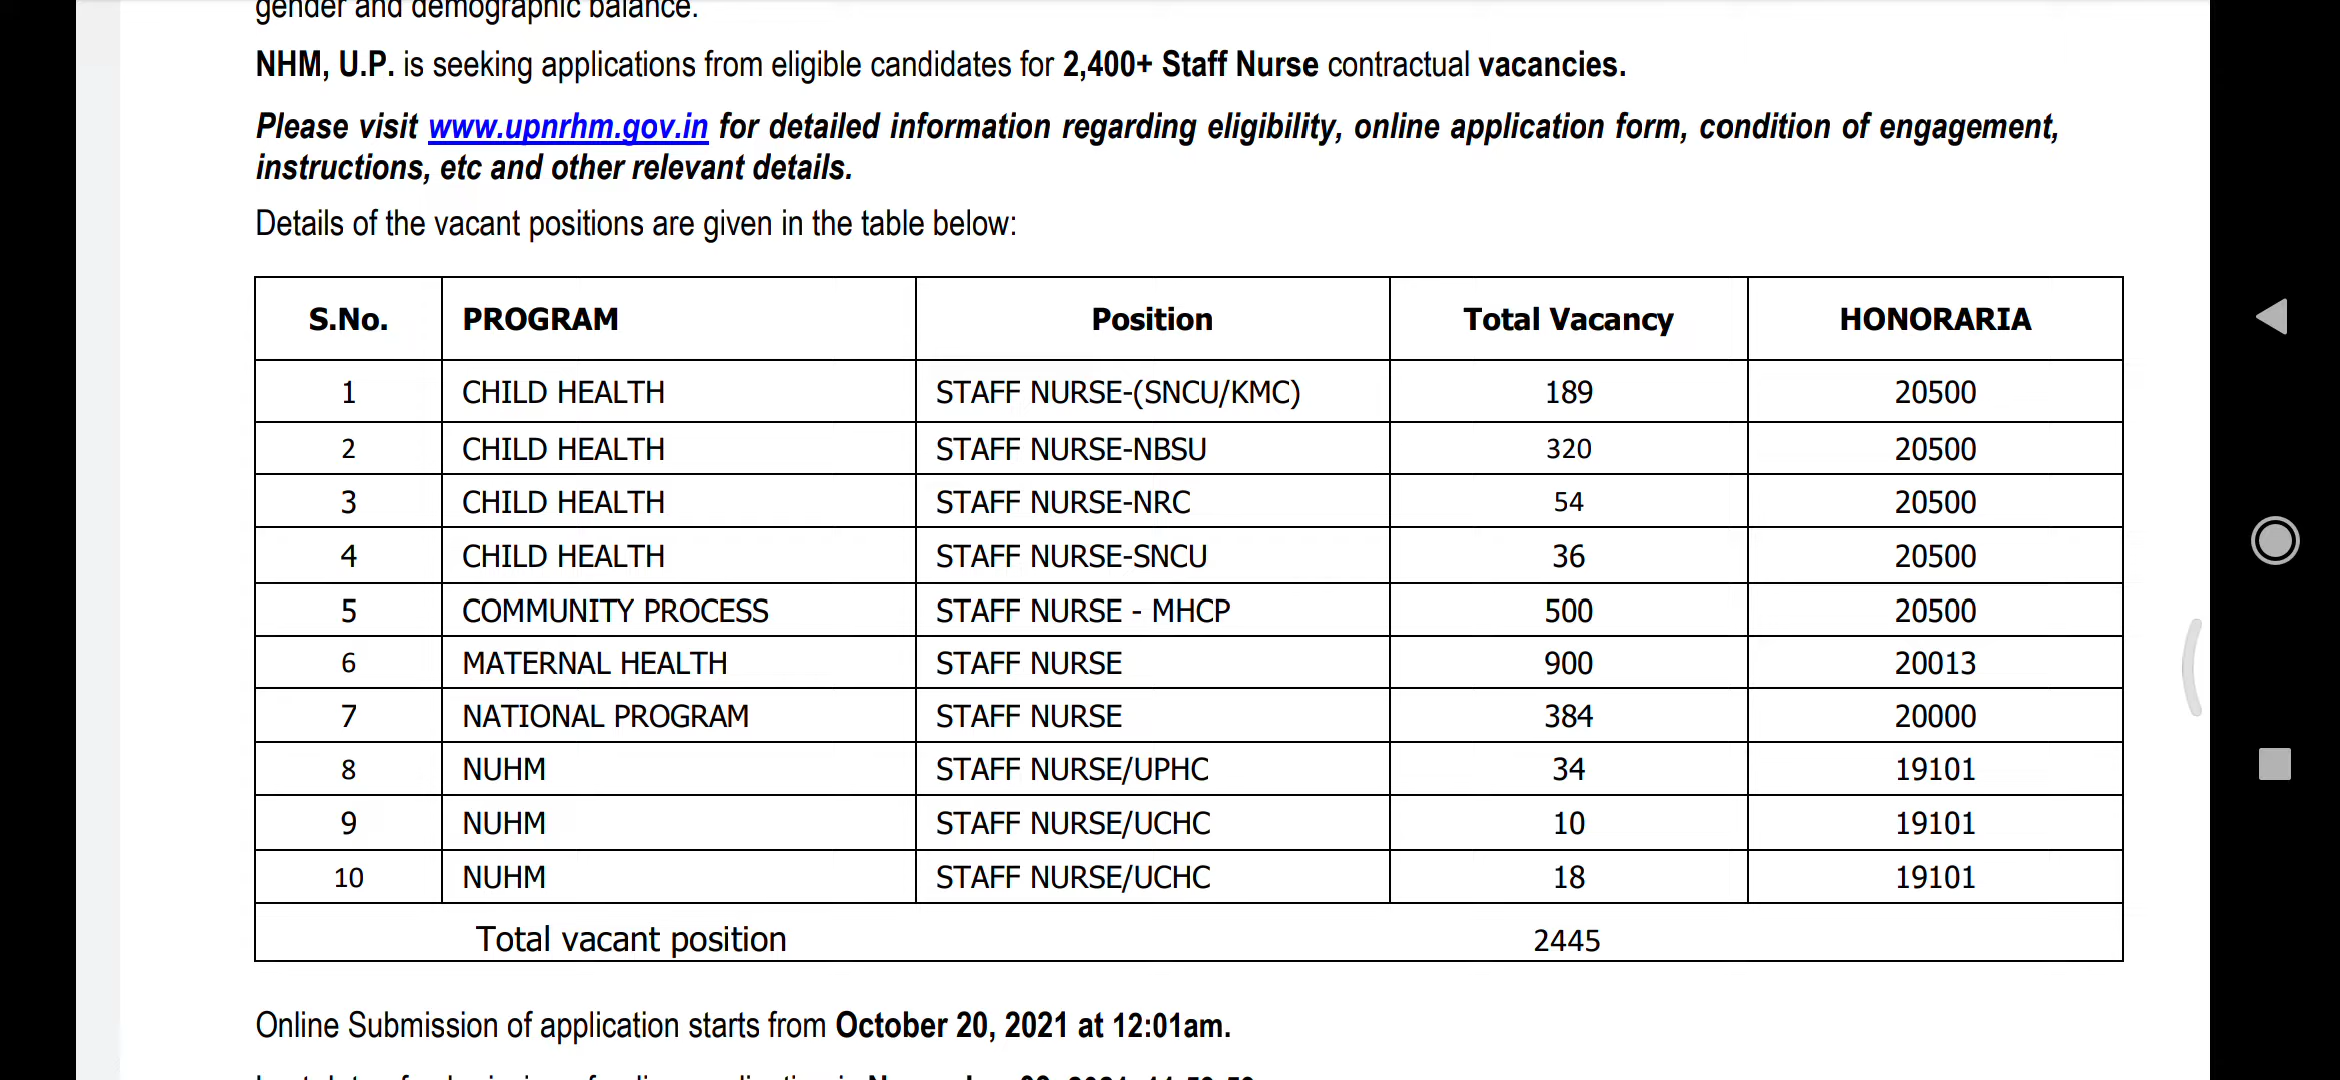 gender and demographic balance.
NHM, U.P. is seeking applications from eligible candidates for 2,400+ Staff Nurse contractual vacancies.
Please visit www.upnrhm.gov.in for detailed information regarding eligibility, online application form, condition of engagement,
instructions, etc and other relevant details.
Details of the vacant positions are given in the table below:
S.No. PROGRAM Position Total Vacancy HONORARIA
1 CHILD HEALTH STAFF NURSE-(SNCU/KMC) 189 20500
2 CHILD HEALTH STAFF NURSE-NBSU 320 20500
3 CHILD HEALTH STAFF NURSE-NRC 54 20500
4 CHILD HEALTH STAFF NURSE-SNCU 36 20500
5 COMMUNITY PROCESS STAFF NURSE - MHCP 500 20500
6 MATERNAL HEALTH STAFF NURSE 900 20013
7 NATIONAL PROGRAM STAFF NURSE 384 20000
8 NUHM STAFF NURSE/UPHC 34 19101
9 NUHM STAFF NURSE/UCHC 10 19101
10 NUHM STAFF NURSE/UCHC 18 19101
Total vacant position 2445
Online Submission of application starts from October 20, 2021 at 12:01am.